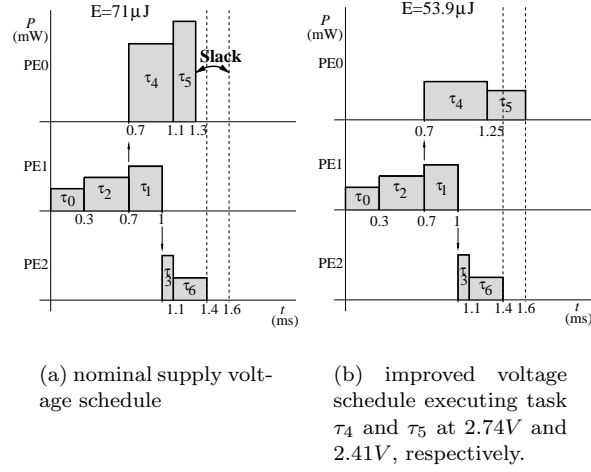 P
(mW)
E=71μJ
PE0
τ4
τ5
Slack
0.7
1.1
1.3
PE1
τ0
τ2
τ1
0.3
0.7
1
PE2
τ
3
τ6
1.1
1.4
1.6
t
(ms)
(a) nominal supply volt-
age schedule
P
(mW)
E=53.9μJ
PE0
τ4
τ5
0.7
1.25
PE1
τ0
τ2
τ1
0.3
0.7
1
PE2
τ
3
τ6
1.1
1.4
1.6
t
(ms)
(b) improved voltage
schedule executing task
τ4 and τ5 at 2.74V and
2.41V, respectively.